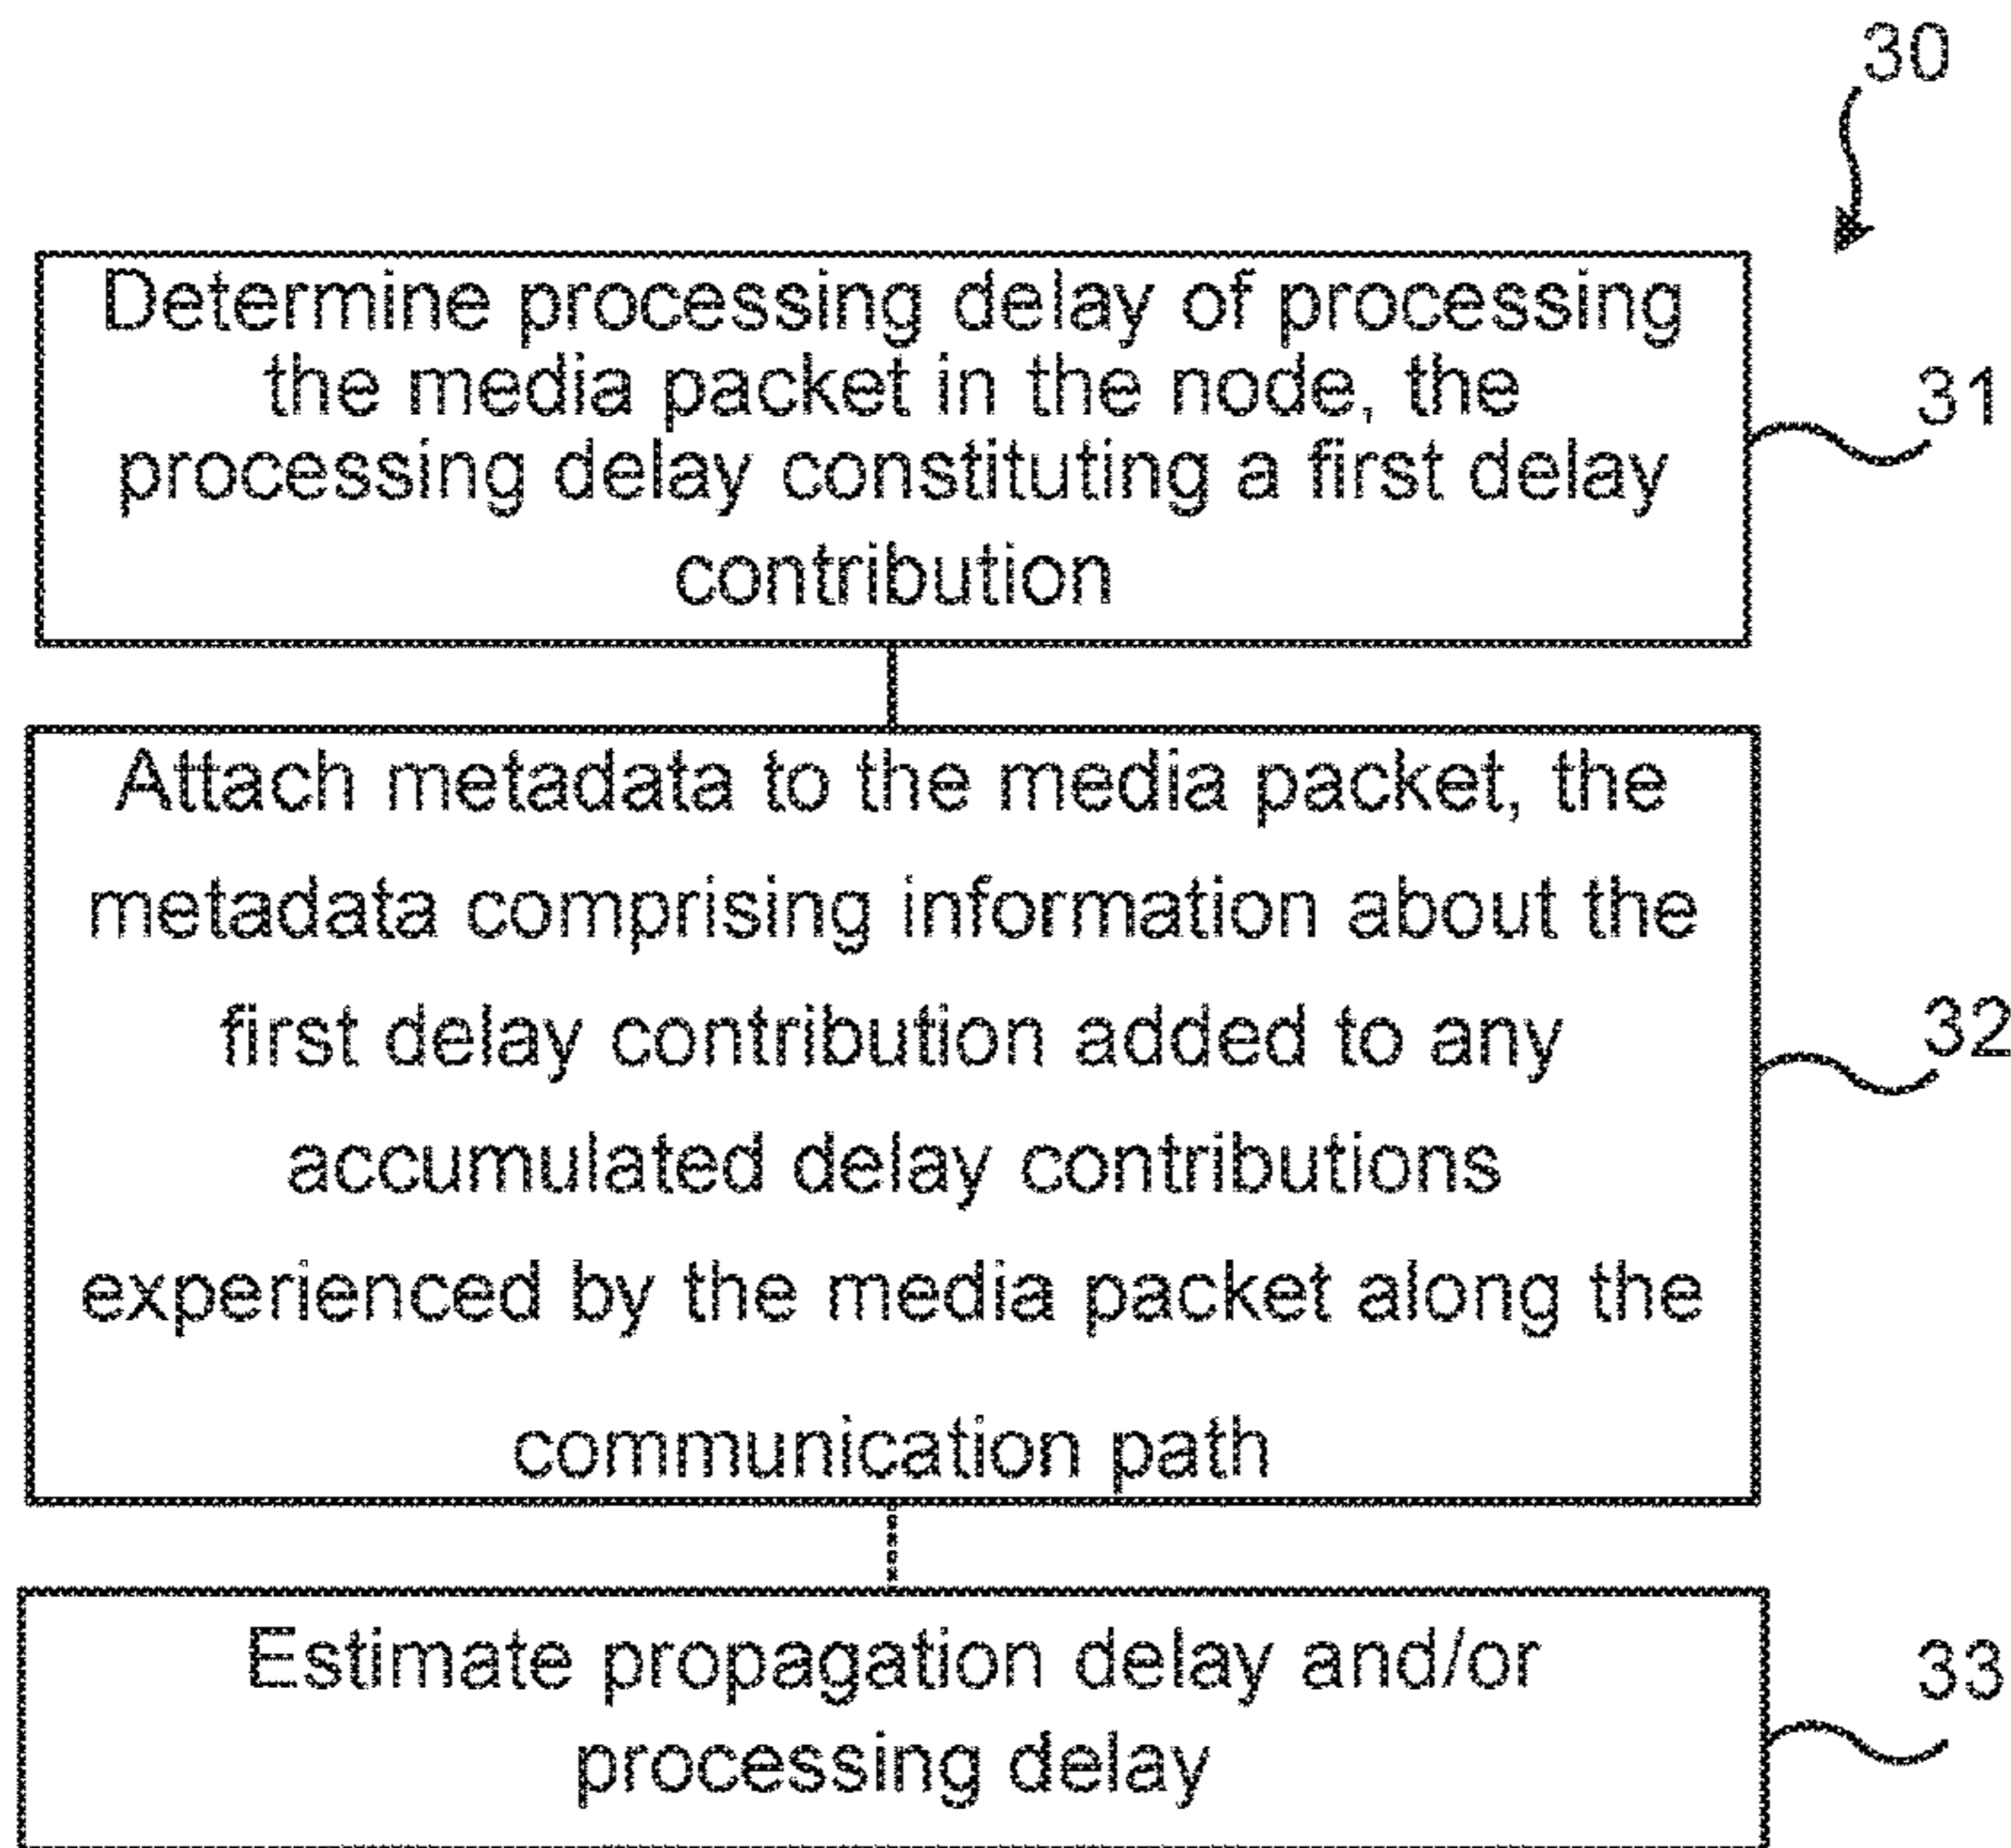 30
Determine processing delay of processing
the media packet in the node, the
processing delay constituting a first delay
contribution
31
Attach metadata to the media packet, the
metadata comprising information about the
first delay contribution added to any
accumulated delay contributions
experienced by the media packet along the
communication path
32
Estimate propagation delay and/or
processing delay
33